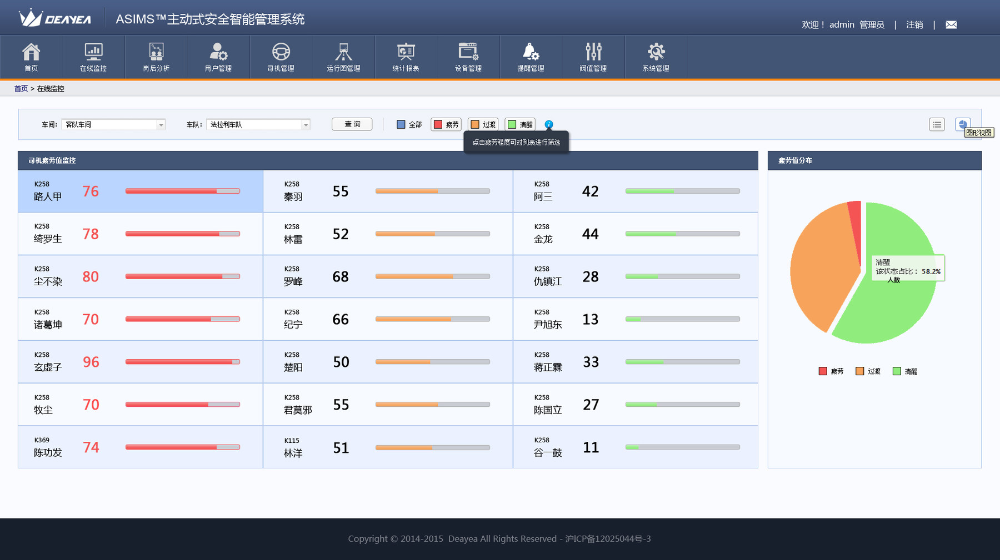 DEAYEA
ASIMS™主动式安全智能管理系统
欢迎！ admin 管理员 | 注销 |
首页
在线监控
岗后分析
用户管理
司机管理
运行图管理
统计报表
设备管理
提醒管理
阀值管理
系统管理
首页 > 在线监控
车间: 客队车间
车队: 法拉利车队
查 询
全部
疲劳
过渡
清醒
i
点击疲劳程度可对列表进行筛选
图形视图
司机疲劳值监控
K258
路人甲 76
K258
秦羽 55
K258
阿三 42
K258
绮罗生 78
K258
林雷 52
K258
金龙 44
K258
尘不染 80
K258
罗峰 68
K258
仇镇江 28
K258
诸葛坤 70
K258
纪宁 66
K258
尹旭东 13
K258
玄虚子 96
K258
楚阳 50
K258
蒋正霖 33
K258
牧尘 70
K258
君莫邪 55
K258
陈国立 27
K369
陈功发 74
K115
林洋 51
K258
谷一鼓 11
疲劳值分布
清醒
该状态占比： 58.2%
人数
疲劳
过渡
清醒
Copyright © 2014-2015 Deayea All Rights Reserved - 沪ICP备12025044号-3